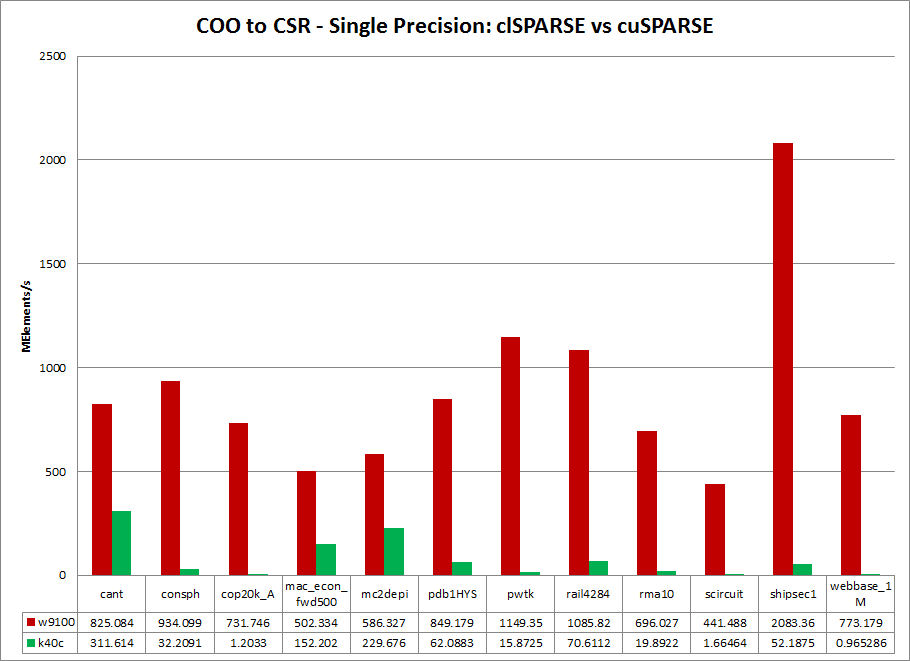 COO to CSR - Single Precision: clSPARSE vs cuSPARSE
2500
2000
1500
1000
500
0
MElements/s
cant consph cop20k_A mac_econ_ mc2depi pdb1HYS pwtk rail4284 rma10 scircuit shipsec1 webbase_1
fwd500 M
w9100 825.084 934.099 731.746 502.334 586.327 849.179 1149.35 1085.82 696.027 441.488 2083.36 773.179
k40c 311.614 32.2091 1.2033 152.202 229.676 62.0883 15.8725 70.6112 19.8922 1.66464 52.1875 0.965286